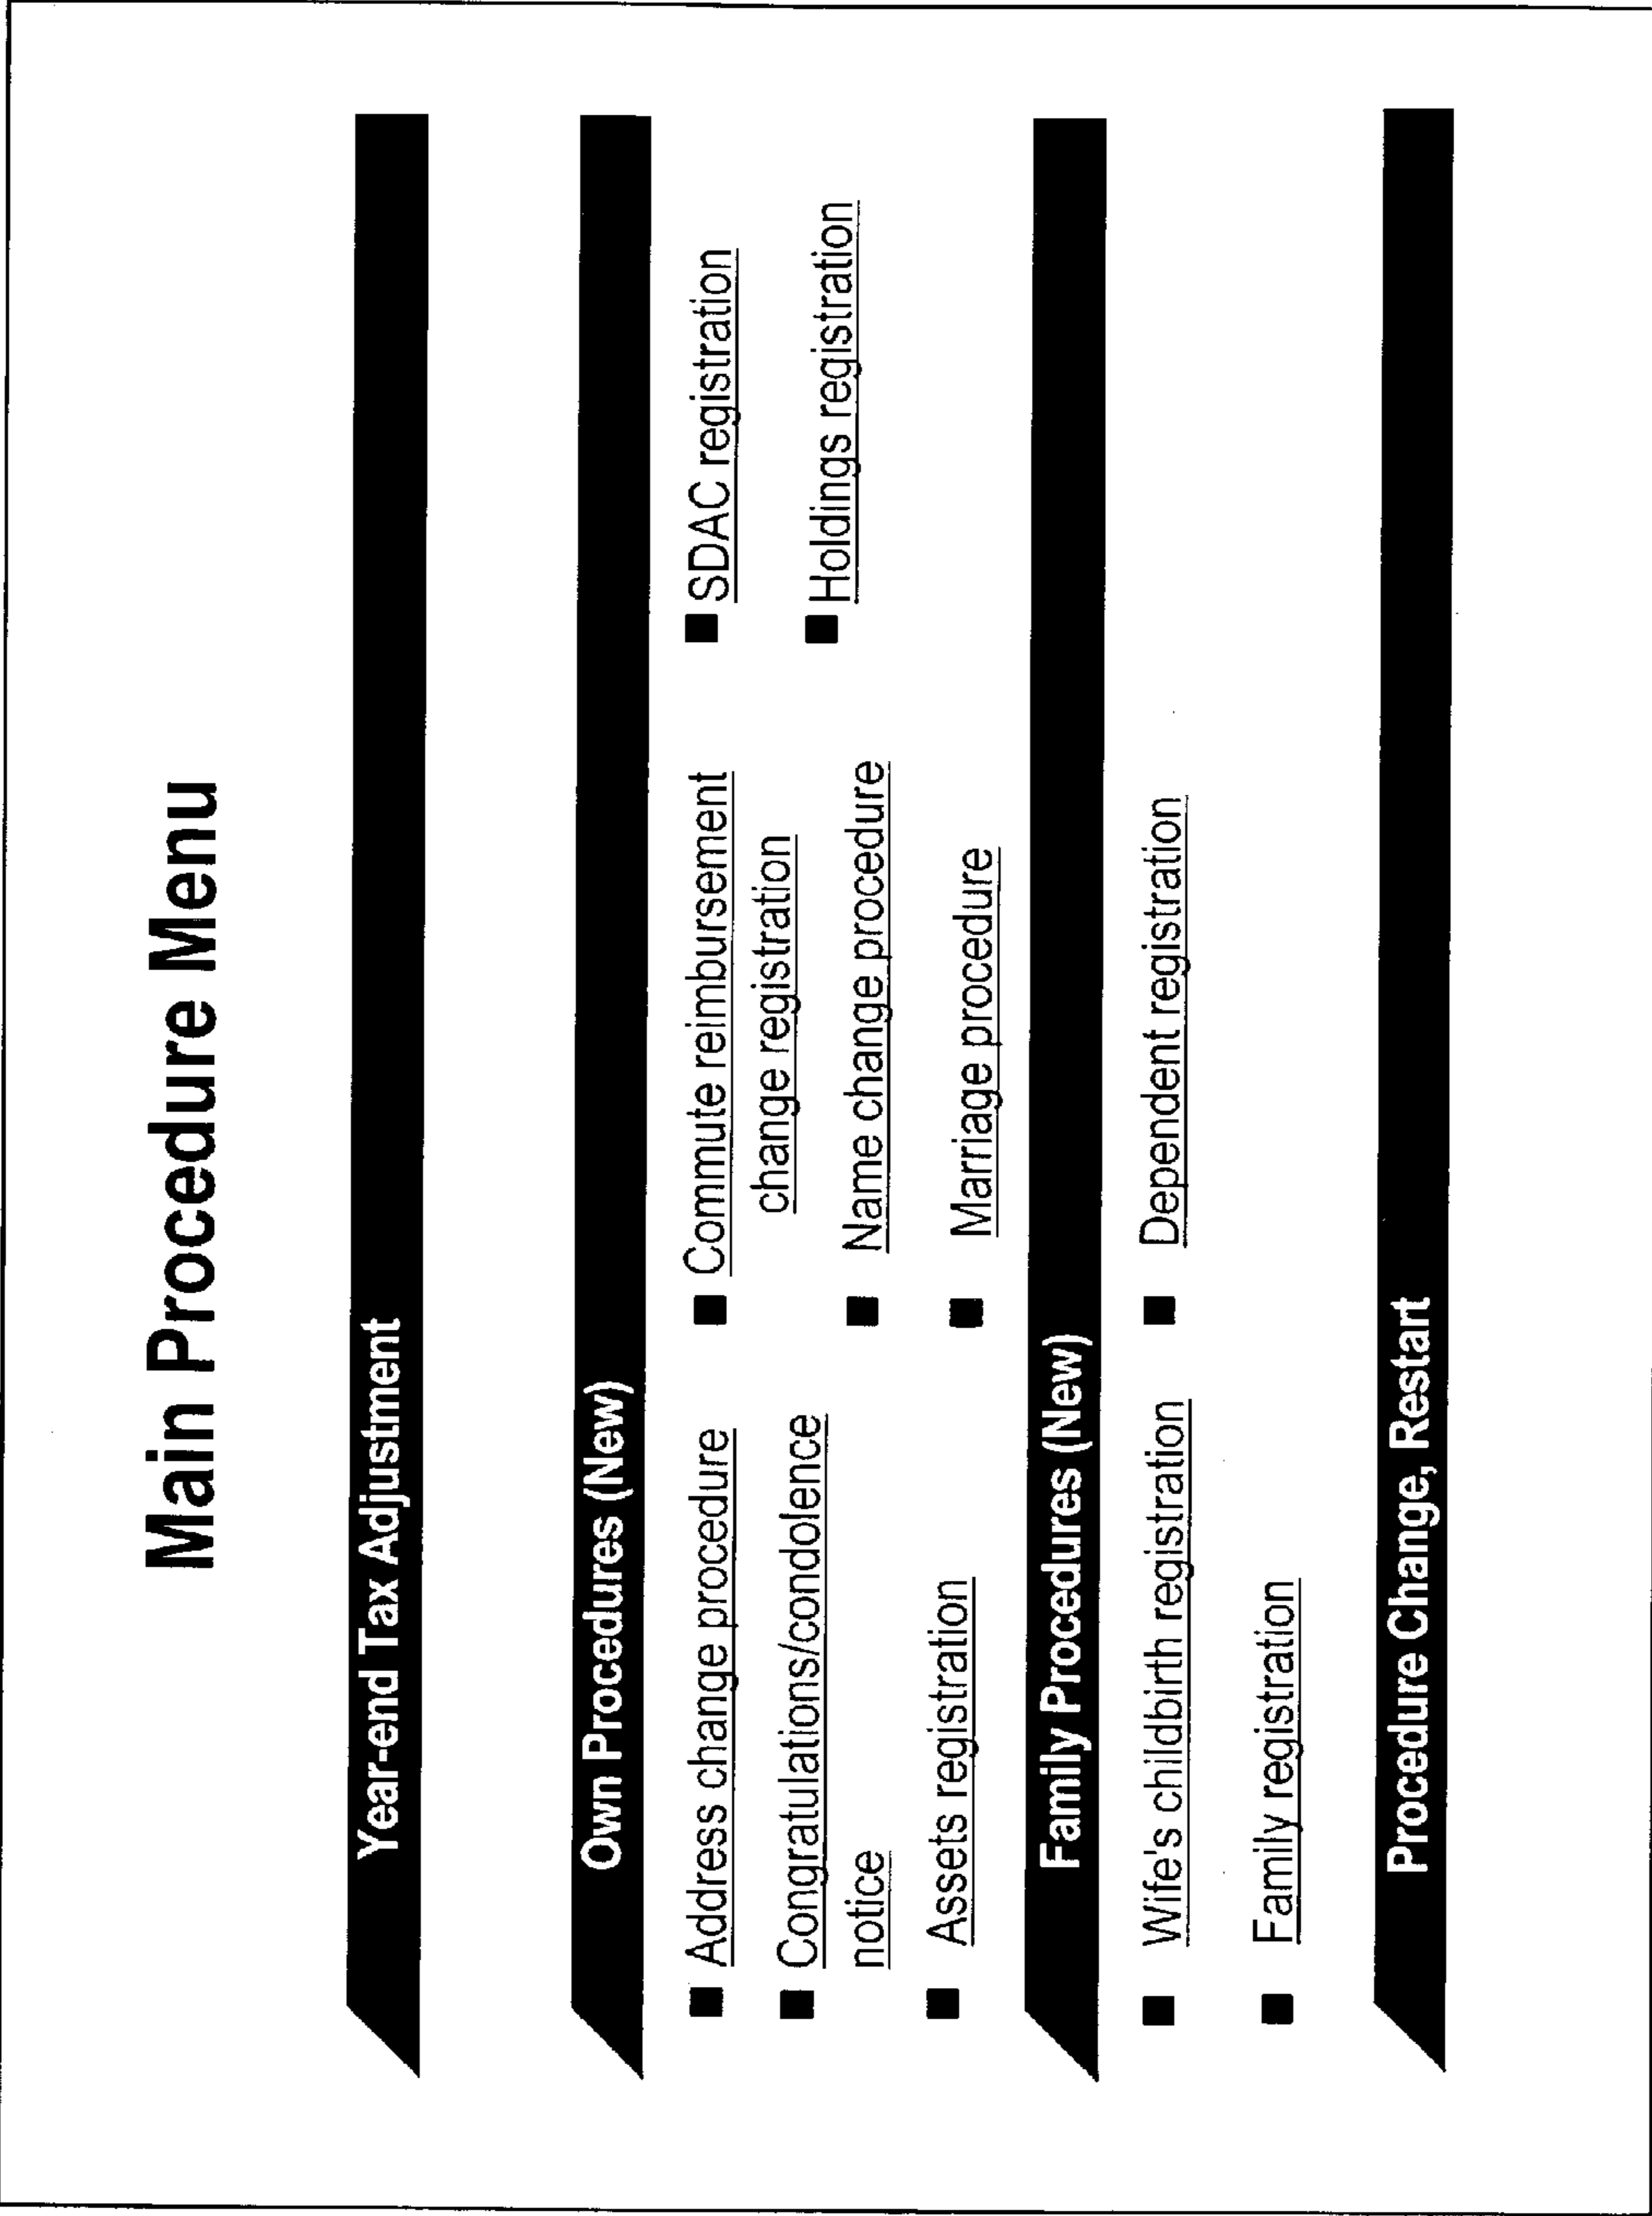 Main Procedure Menu
Year-end Tax Adjustment
Own Procedures (New)
Address change procedure
Congratulations/condolence
notice
Assets registration
Commute reimbursement
change registration
Name change procedure
Marriage procedure
SDAC registration
Holdings registration
Family Procedures (New)
Wife's childbirth registration
Family registration
Dependent registration
Procedure Change, Restart